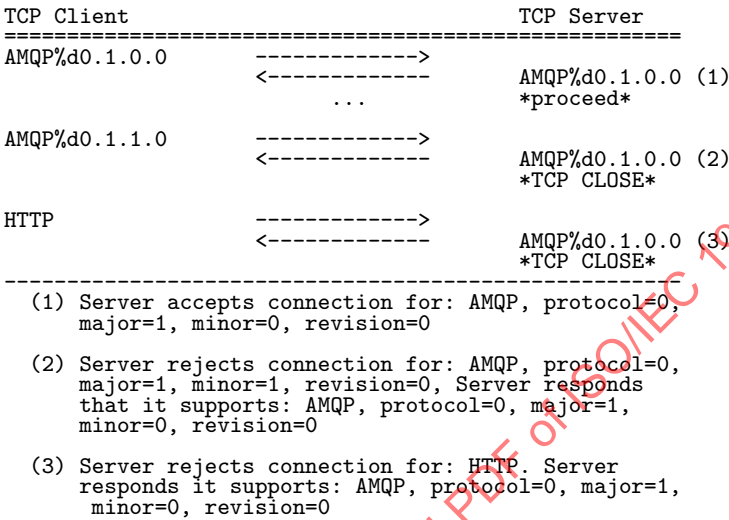 TCP Client                                       TCP Server
======================================================
AMQP%d0.1.0.0       ------------->
                    <-------------       AMQP%d0.1.0.0 (1)
                          ...            *proceed*
AMQP%d0.1.1.0       ------------->
                    <-------------       AMQP%d0.1.0.0 (2)
                                         *TCP CLOSE*
HTTP                ------------->
                    <-------------       AMQP%d0.1.0.0 (3)
                                         *TCP CLOSE*
------------------------------------------------------
(1) Server accepts connection for: AMQP, protocol=0,
major=1, minor=0, revision=0
(2) Server rejects connection for: AMQP, protocol=0,
major=1, minor=1, revision=0, Server responds
that it supports: AMQP, protocol=0, major=1,
minor=0, revision=0
(3) Server rejects connection for: HTTP. Server
responds it supports: AMQP, protocol=0, major=1,
minor=0, revision=0
PDF of ISO/IEC